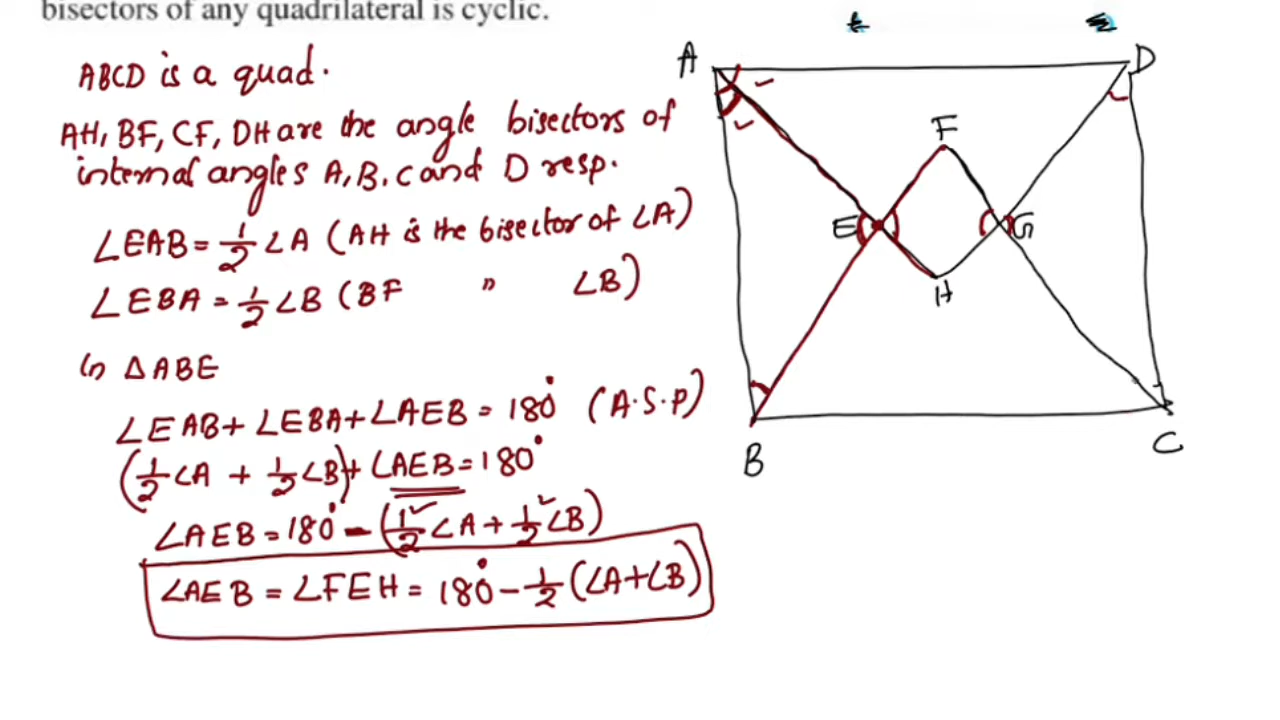 bisectors of any quadrilateral is cyclic.
ABCD is a quad.
AH, BF, CF, DH are the angle bisectors of
internal angles A, B, C and D resp.
∠EAB = 1/2 ∠A (AH is the bisector of ∠A)
∠EBA = 1/2 ∠B (BF " ∠B)
In ΔABE
∠EAB + ∠EBA + ∠AEB = 180° (A.S.P)
(1/2 ∠A + 1/2 ∠B) + ∠AEB = 180°
∠AEB = 180° - (1/2 ∠A + 1/2 ∠B)
∠AEB = ∠FEH = 180° - 1/2 (∠A + ∠B)
A
D
F
E
G
H
B
C